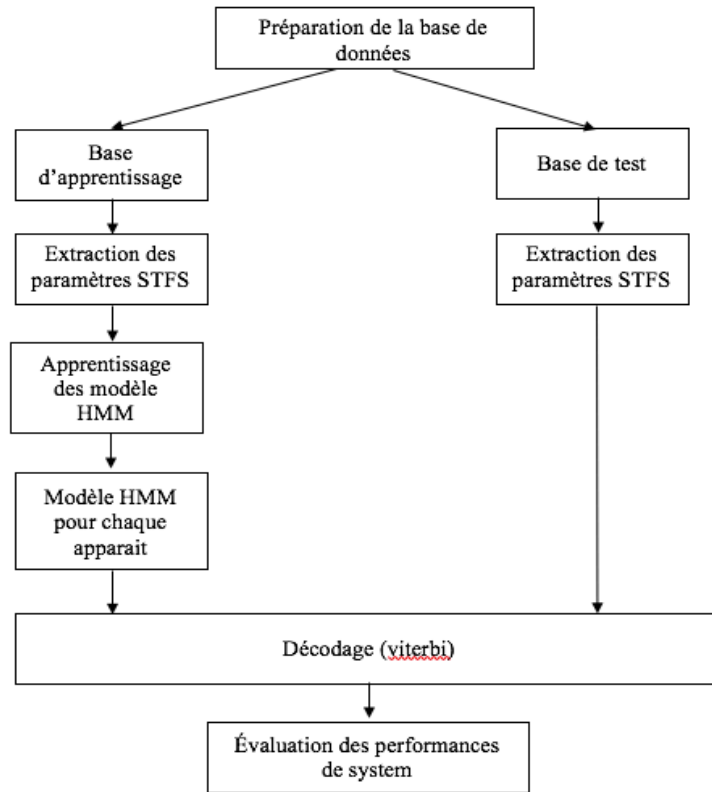 Préparation de la base de
données
Base
d'apprentissage
Base de test
Extraction des
paramètres STFS
Extraction des
paramètres STFS
Apprentissage
des modèle
HMM
Modèle HMM
pour chaque
apparait
Décodage (viterbi)
Évaluation des performances
de system